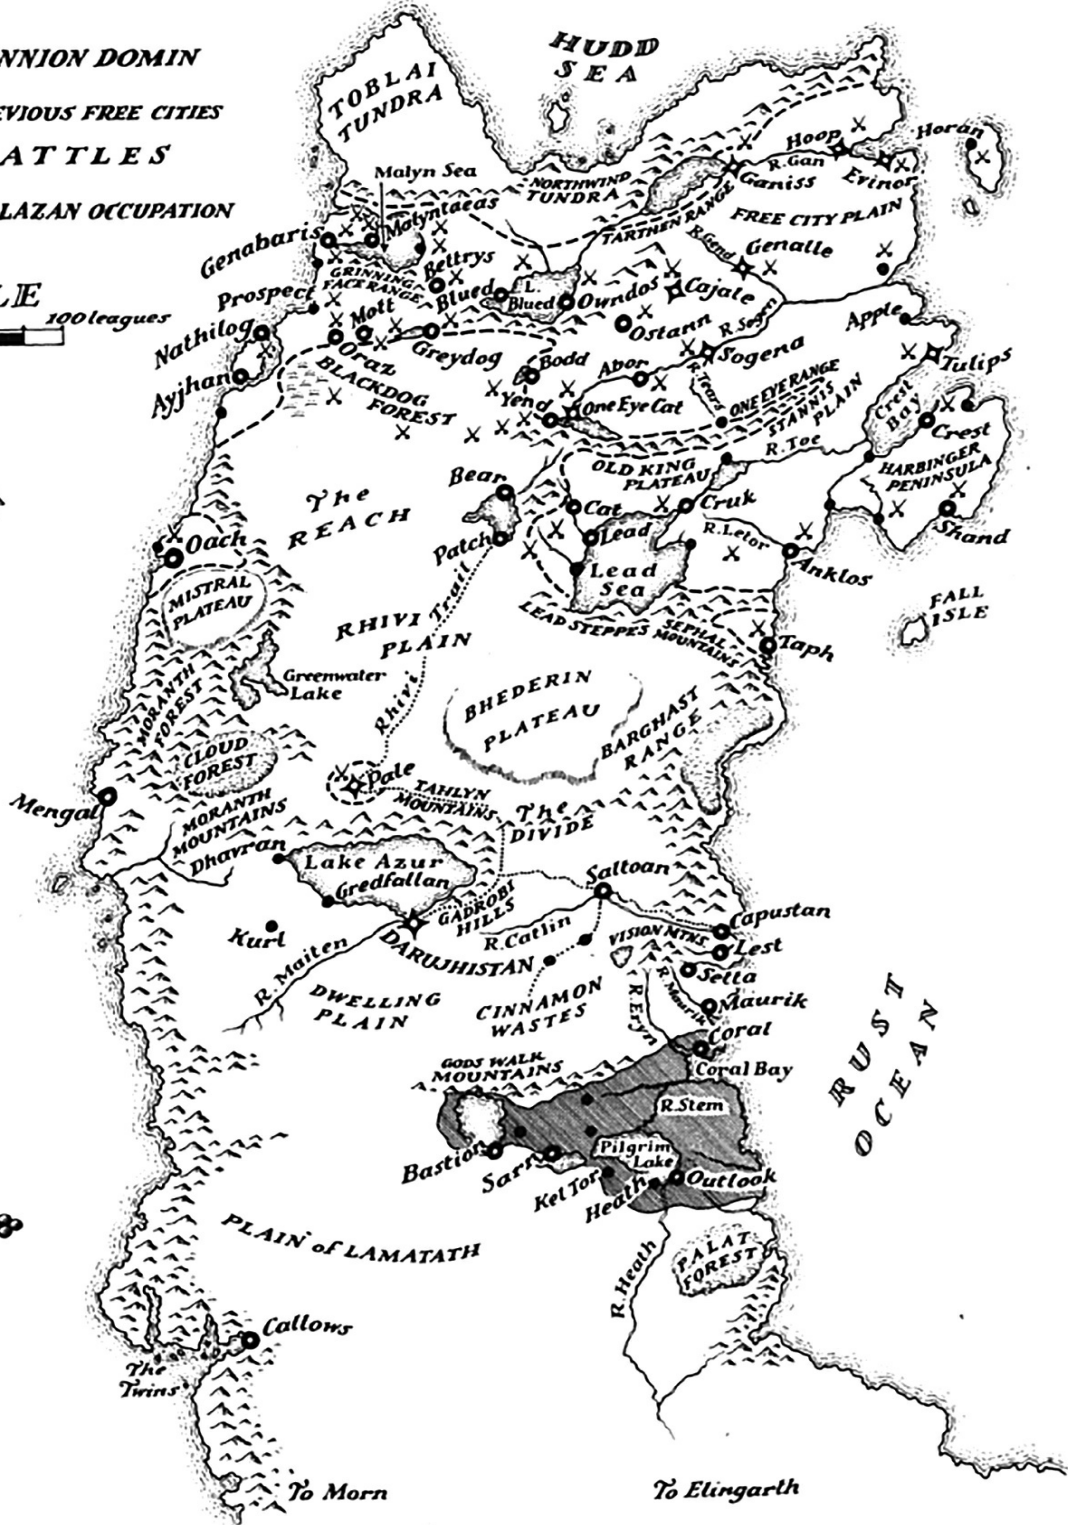 NNION DOMIN
EVIOUS FREE CITIES
ATTLES
LAZAN OCCUPATION
LE
100 leagues
HUDD
SEA
TOBLAI
TUNDRA
Malyn Sea
NORTHWIND
TUNDRA
Hoop
R. Gan
Horan
Ganiss
Evinor
Malyntaeas
Genabaris
TARTHEN RANGE
FREE CITY PLAIN
R. Gend
Genalle
GRINNING
FACE RANGE
Bettrys
Prospect
Blued
L.
Blued
Owndos
Cajale
Nathilog
Mott
Ostann
R. Segris
Apple
Oraz
Greydog
Ayjhan
BLACKDOG
FOREST
Bodd
Abor
Sogena
Tulips
R. Tears
ONE EYE RANGE
Yend
One Eye Cat
STANNIS
PLAIN
Crest
Bay
Crest
R. Toe
OLD KING
PLATEAU
HARBINGER
PENINSULA
Bear
The
REACH
Cat
Cruk
Patch
Lead
R. Letor
Shand
Oach
Lead
Sea
Anklos
MISTRAL
PLATEAU
RHIVI
PLAIN
Rhivi Trail
LEAD STEPPES
SEPHAL
MOUNTAINS
Taph
FALL
ISLE
Greenwater
Lake
MORANTH
FOREST
BHEDERIN
PLATEAU
BARGHAST
RANGE
CLOUD
FOREST
Pale
TAHLYN
MOUNTAINS
Mengal
MORANTH
MOUNTAINS
The
DIVIDE
Dhavran
Lake Azur
Gredfallan
Saltoan
GADROBI
HILLS
Kurl
R. Catlin
Capustan
VISION MTNS.
Lest
R. Maiten
DARUJHISTAN
Setta
DWELLING
PLAIN
CINNAMON
WASTES
R. Eryn
R. Maurik
Maurik
Coral
RUST
OCEAN
GODS WALK
MOUNTAINS
Coral Bay
R. Stem
Bastion
Sarr
Pilgrim
Lake
Kel Tor
Heath
Outlook
PLAIN of LAMATATH
R. Heath
PALAT
FOREST
Callows
The
Twins
To Morn
To Elingarth